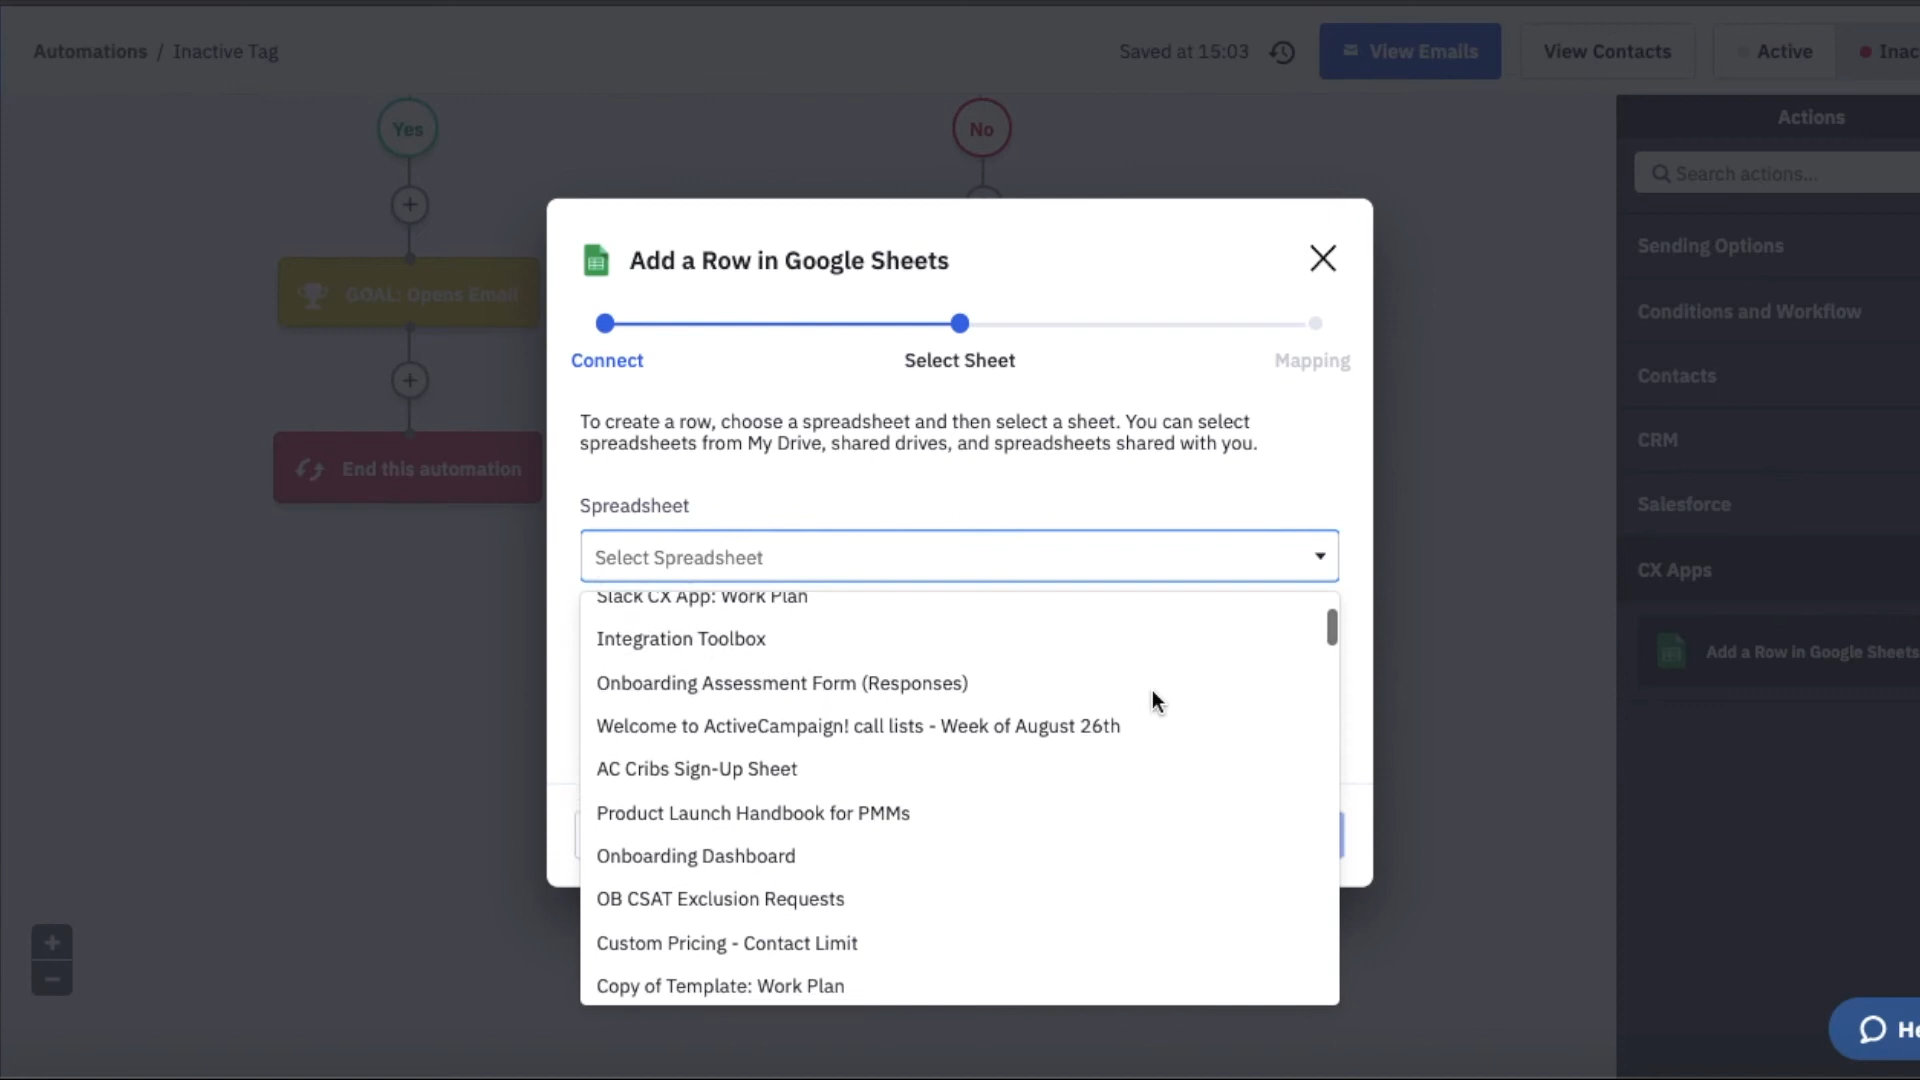 Automations / Inactive Tag
Saved at 15:03
View Emails
View Contacts
Active
Yes
No
Actions
Search actions...
Sending Options
Conditions and Workflow
Contacts
CRM
Salesforce
CX Apps
Add a Row in Google Sheets
GOAL: Opens Email
End this automation
Add a Row in Google Sheets
Connect
Select Sheet
Mapping
To create a row, choose a spreadsheet and then select a sheet. You can select
spreadsheets from My Drive, shared drives, and spreadsheets shared with you.
Spreadsheet
Select Spreadsheet
Slack CX App: Work Plan
Integration Toolbox
Onboarding Assessment Form (Responses)
Welcome to ActiveCampaign! call lists - Week of August 26th
AC Cribs Sign-Up Sheet
Product Launch Handbook for PMMs
Onboarding Dashboard
OB CSAT Exclusion Requests
Custom Pricing - Contact Limit
Copy of Template: Work Plan